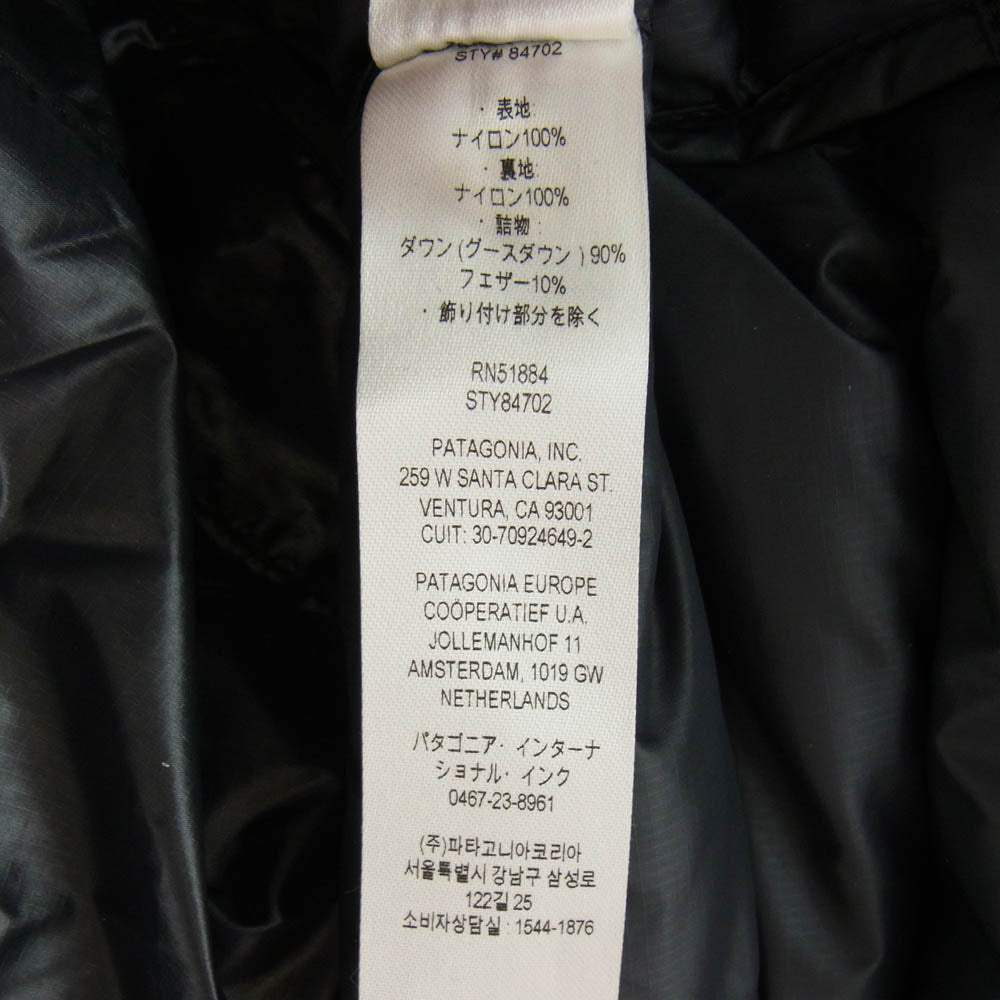 STY# 84702
・表地:
ナイロン100%
・裏地:
ナイロン100%
・詰物:
ダウン(グースダウン)90%
フェザー10%
・飾り付け部分を除く
RN51884
STY84702
PATAGONIA, INC.
259 W SANTA CLARA ST.
VENTURA, CA 93001
CUIT: 30-70924649-2
PATAGONIA EUROPE
COÖPERATIEF U.A.
JOLLEMANHOF 11
AMSTERDAM, 1019 GW
NETHERLANDS
パタゴニア・インターナ
ショナル・インク
0467-23-8961
(주)파타고니아코리아
서울특별시 강남구 삼성로
122길 25
소비자상담실 : 1544-1876